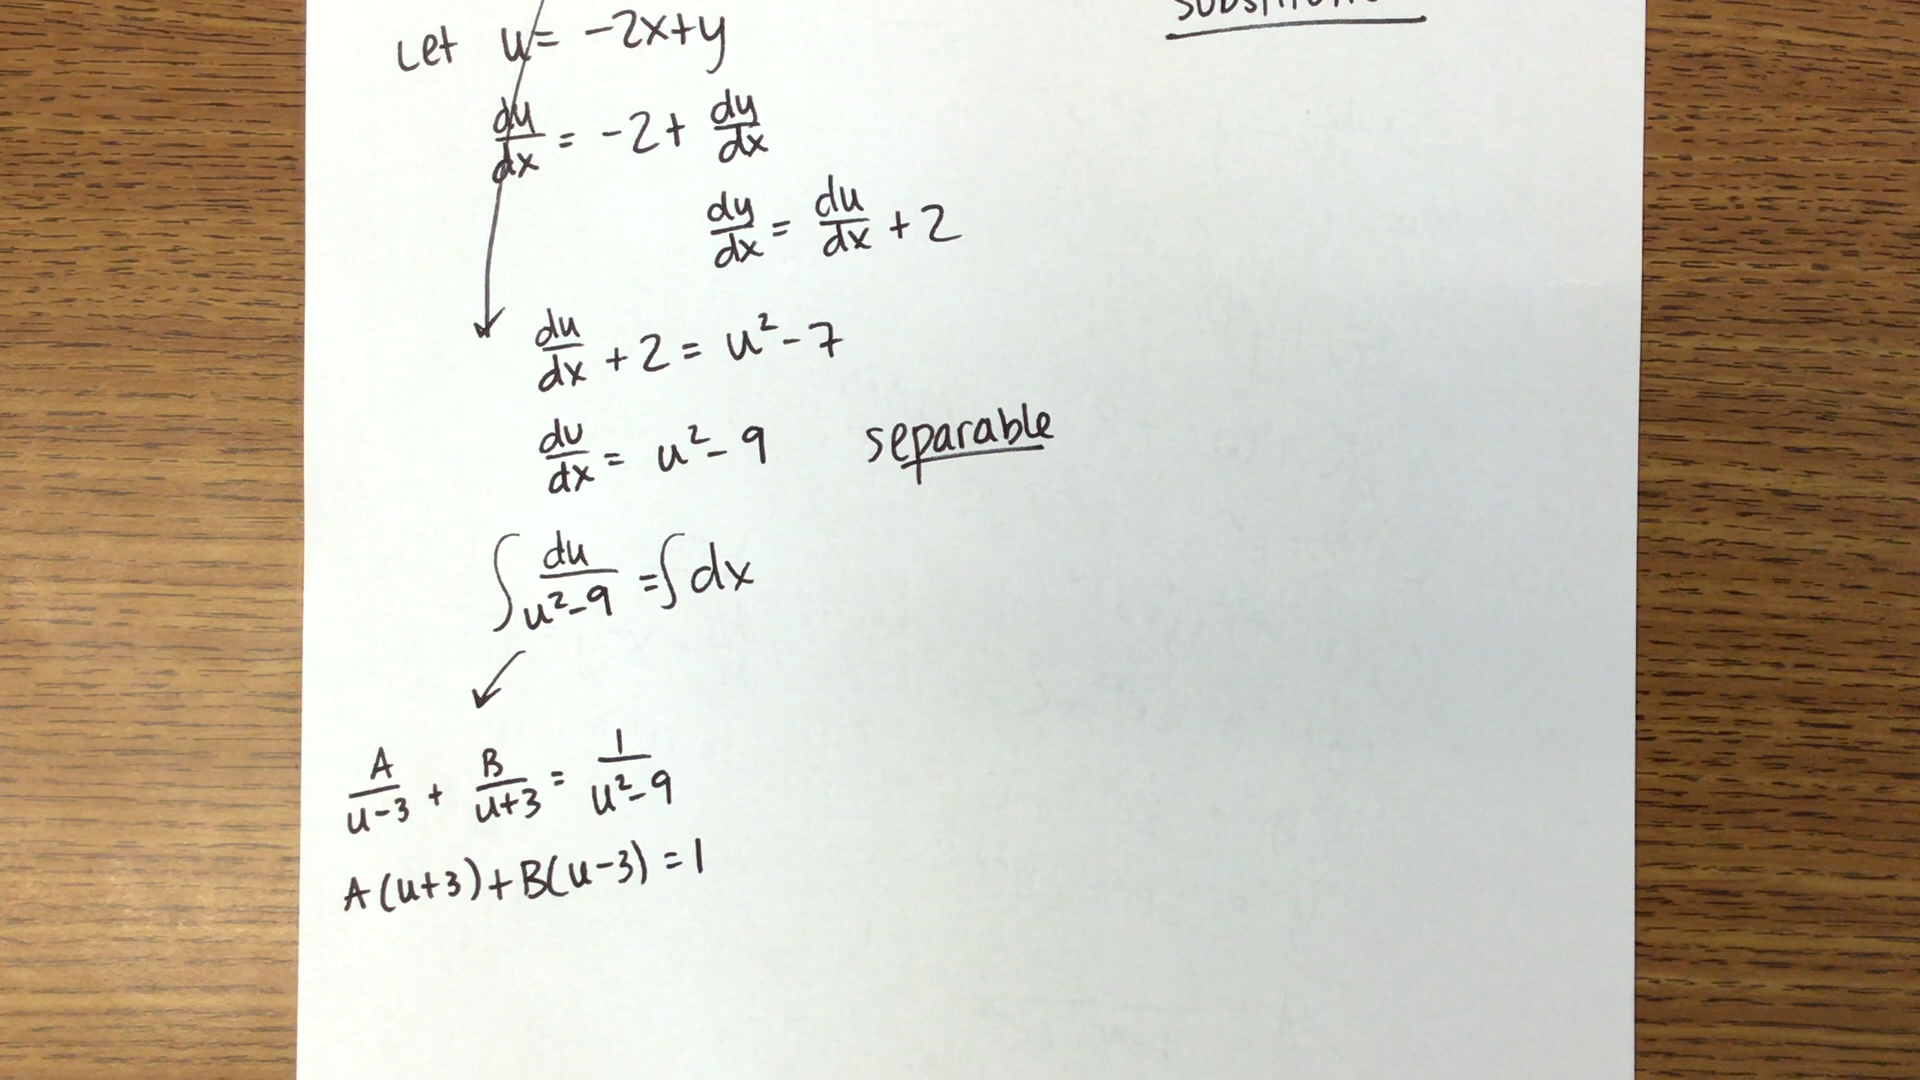 Let u = -2x+y
du/dx = -2 + dy/dx
dy/dx = du/dx + 2
du/dx + 2 = u² - 7
du/dx = u² - 9 separable
∫ du/(u²-9) = ∫ dx
A/(u-3) + B/(u+3) = 1/(u²-9)
A(u+3) + B(u-3) = 1